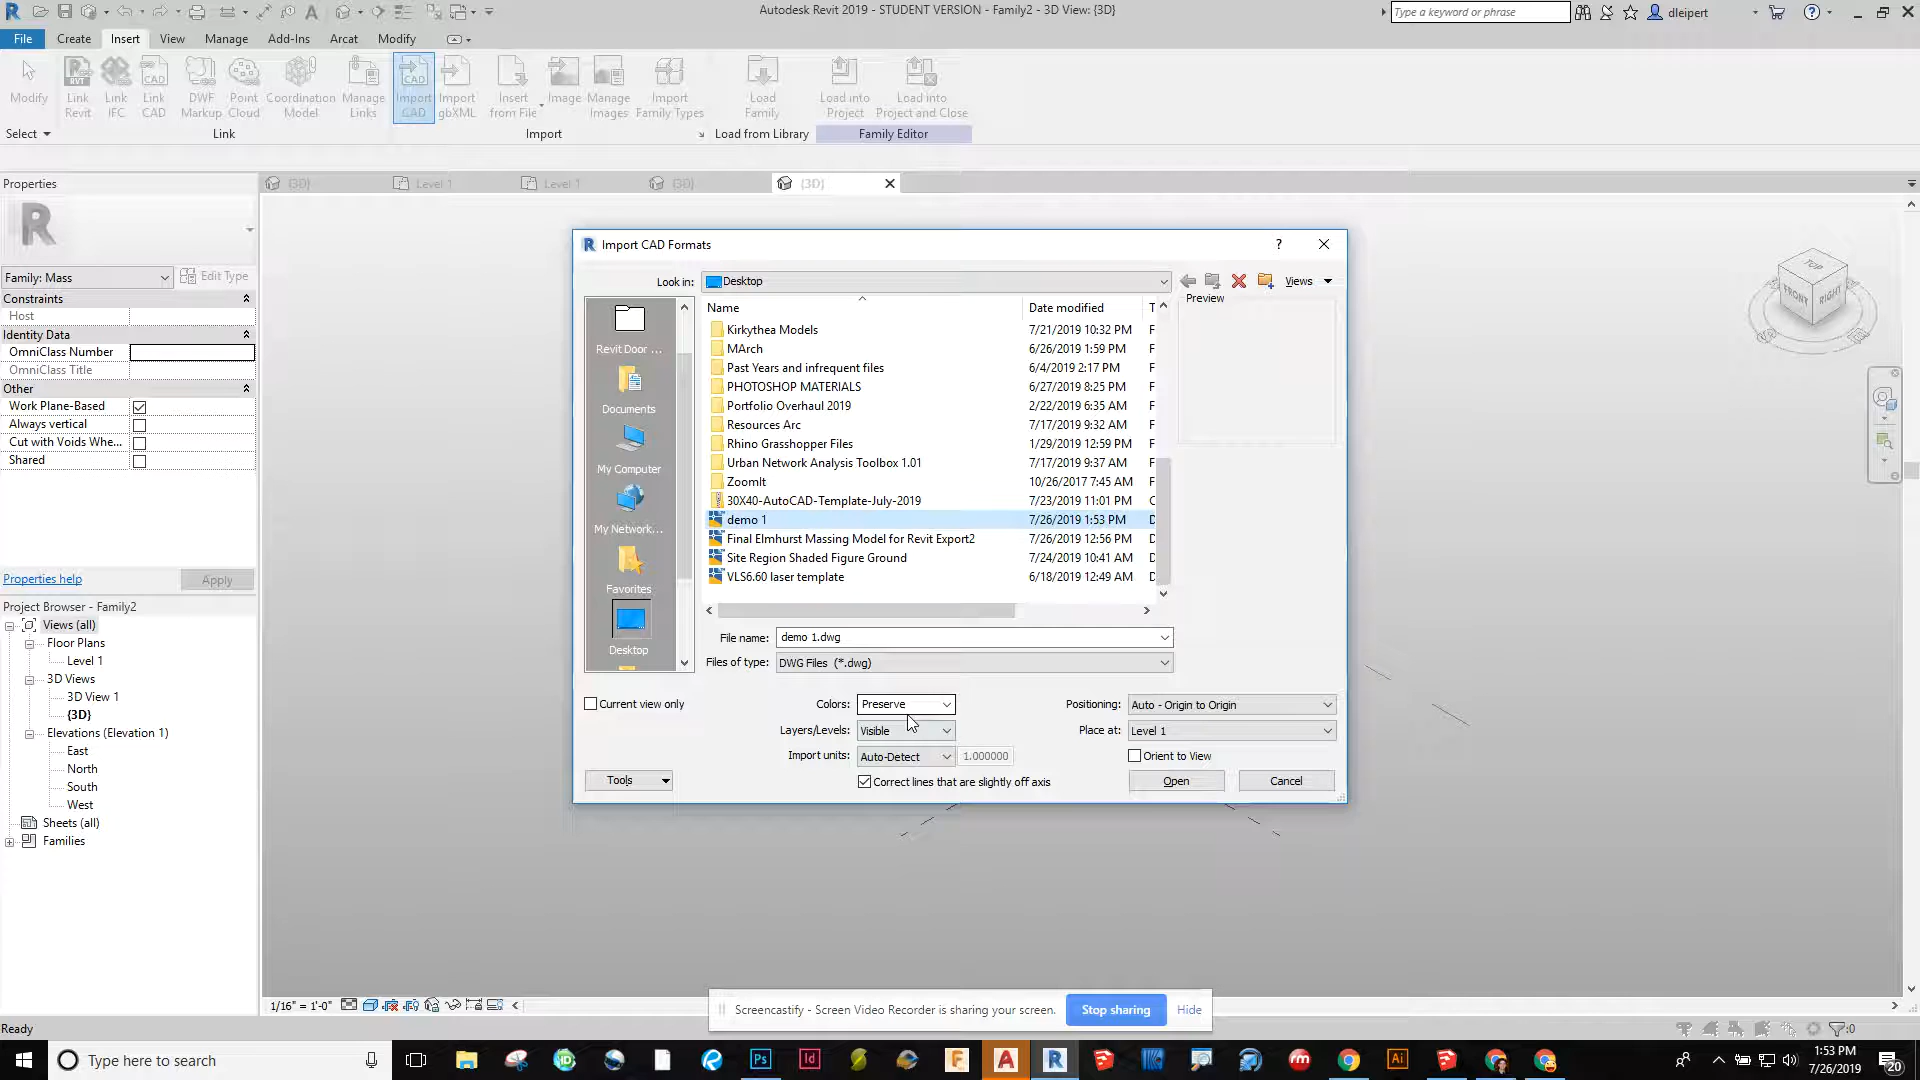 Autodesk Revit 2019 - STUDENT VERSION - Family2 - 3D View: {3D}
Type a keyword or phrase
dleipert
File Create Insert View Manage Add-Ins Arcat Modify
Modify
Link Revit
Link IFC
Link CAD
DWF Markup
Point Cloud
Coordination Model
Manage Links
Import CAD
Import gbXML
Insert from File
Image
Manage Images
Import Family Types
Load Family
Load into Project
Load into Project and Close
Select Link Import Load from Library Family Editor
Properties
{3D} Level 1 Level 1 {3D} {3D}
Family: Mass Edit Type
Constraints
Host
Identity Data
OmniClass Number
OmniClass Title
Other
Work Plane-Based
Always vertical
Cut with Voids Whe...
Shared
Properties help Apply
Project Browser - Family2
Views (all)
Floor Plans
Level 1
3D Views
3D View 1
{3D}
Elevations (Elevation 1)
East
North
South
West
Sheets (all)
Families
Import CAD Formats
Look in: Desktop Views
Revit Door ...
Documents
My Computer
My Network...
Favorites
Desktop
Name Date modified T
Kirkythea Models 7/21/2019 10:32 PM F
MArch 6/26/2019 1:59 PM F
Past Years and infrequent files 6/4/2019 2:17 PM F
PHOTOSHOP MATERIALS 6/27/2019 8:25 PM F
Portfolio Overhaul 2019 2/22/2019 6:35 AM F
Resources Arc 7/17/2019 9:32 AM F
Rhino Grasshopper Files 1/29/2019 12:59 PM F
Urban Network Analysis Toolbox 1.01 7/17/2019 9:37 AM F
ZoomIt 10/26/2017 7:45 AM F
30X40-AutoCAD-Template-July-2019 7/23/2019 11:01 PM C
demo 1 7/26/2019 1:53 PM D
Final Elmhurst Massing Model for Revit Export2 7/26/2019 12:56 PM D
Site Region Shaded Figure Ground 7/24/2019 10:41 AM D
VLS6.60 laser template 6/18/2019 12:49 AM D
Preview
File name: demo 1.dwg
Files of type: DWG Files (*.dwg)
Current view only
Colors: Preserve
Layers/Levels: Visible
Import units: Auto-Detect 1.000000
Correct lines that are slightly off axis
Positioning: Auto - Origin to Origin
Place at: Level 1
Orient to View
Tools Open Cancel
TOP
FRONT RIGHT
1/16" = 1'-0"
Screencastify - Screen Video Recorder is sharing your screen. Stop sharing Hide
Ready
:0
Type here to search
1:53 PM
7/26/2019
20